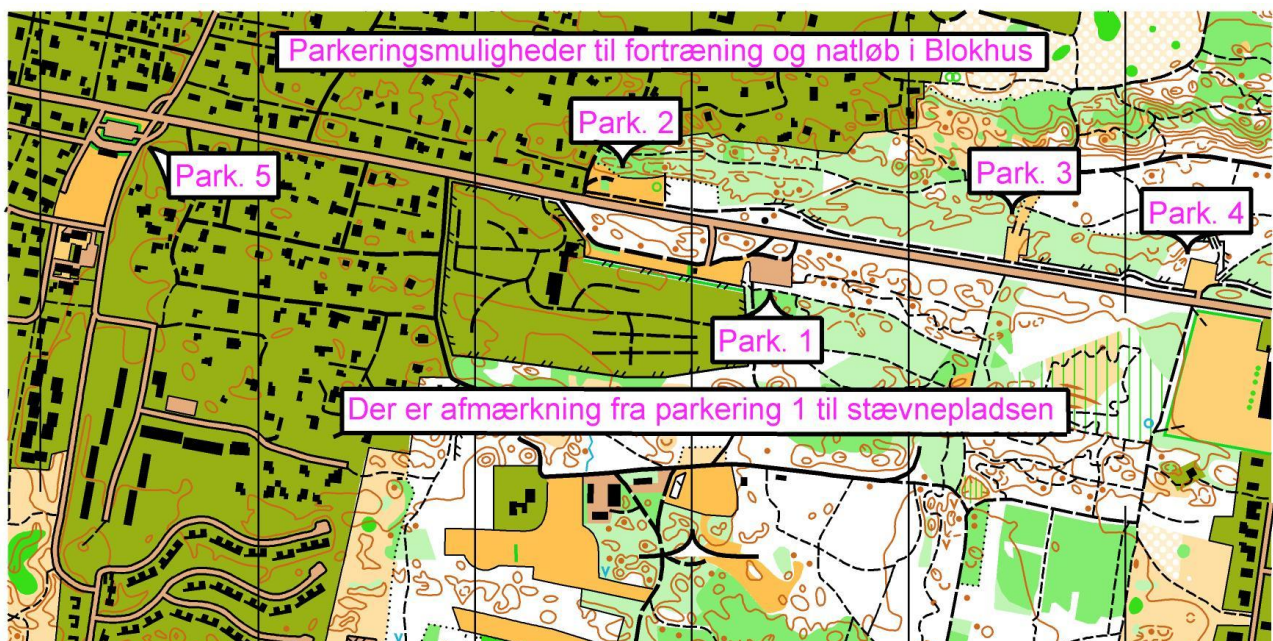 Parkeringsmuligheder til fortræning og natløb i Blokhus
Park. 2
Park. 5
Park. 3
Park. 4
Park. 1
Der er afmærkning fra parkering 1 til stævnepladsen